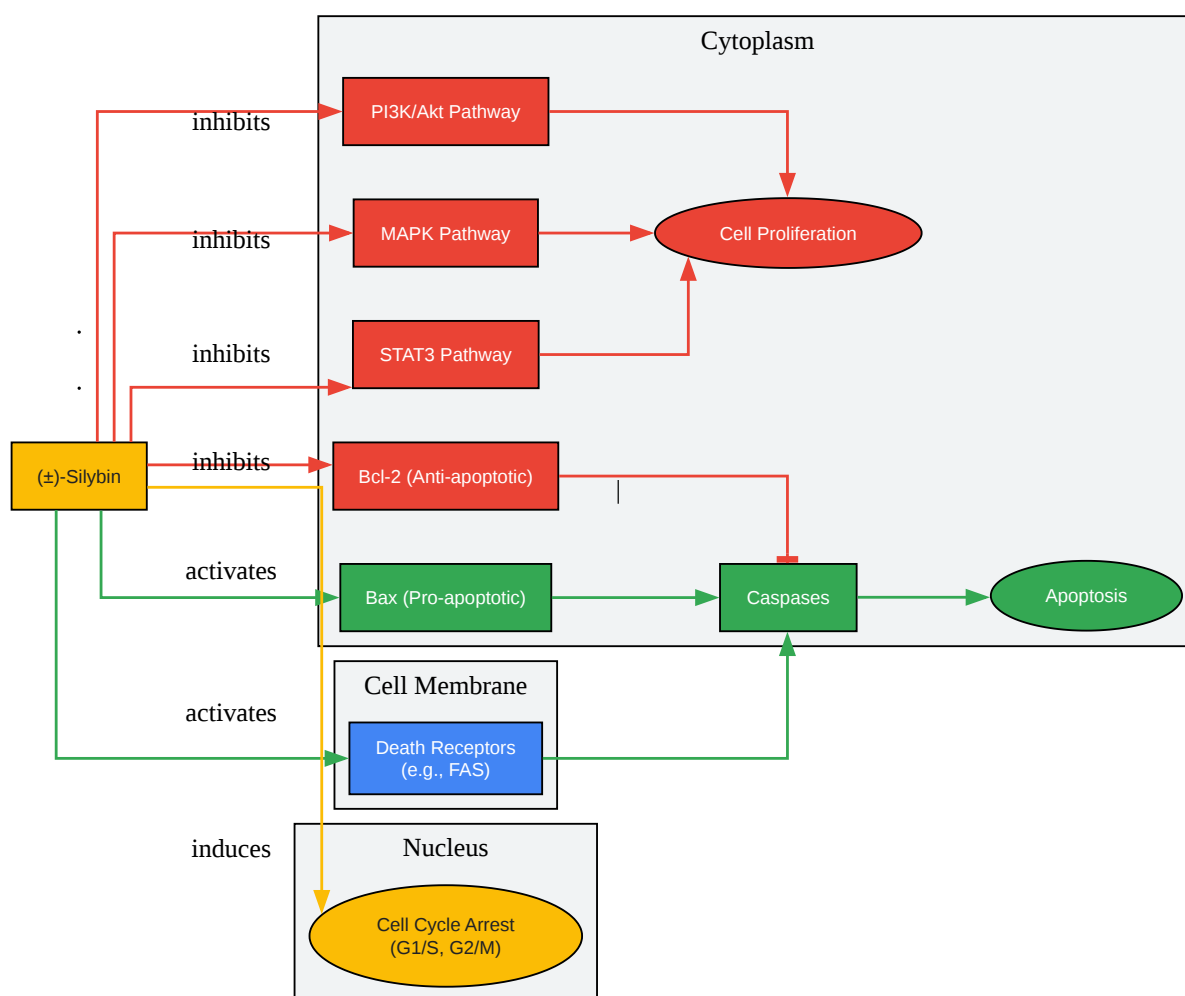 Cytoplasm
PI3K/Akt Pathway
inhibits
MAPK Pathway
inhibits
Cell Proliferation
STAT3 Pathway
inhibits
(±)-Silybin
inhibits
Bcl-2 (Anti-apoptotic)
activates
Bax (Pro-apoptotic)
Caspases
Apoptosis
Cell Membrane
activates
Death Receptors
(e.g., FAS)
induces
Nucleus
Cell Cycle Arrest
(G1/S, G2/M)